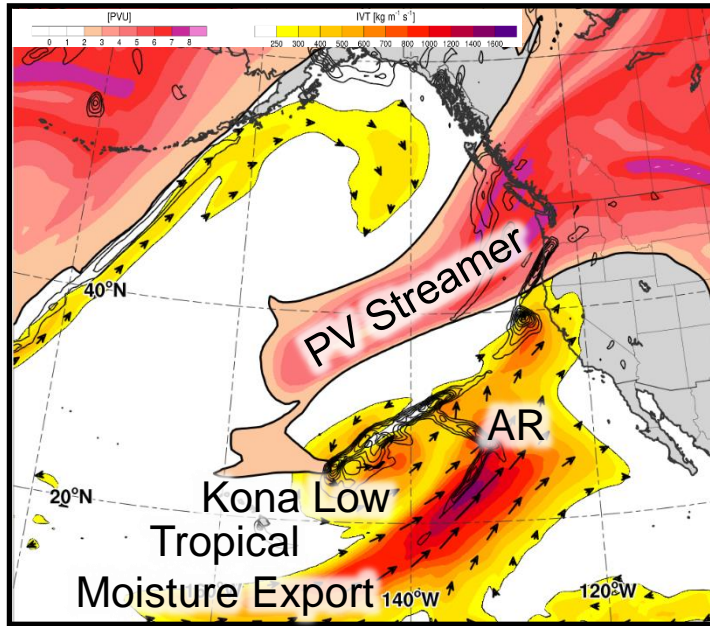 [PVU]
IVT [kg m⁻¹ s⁻¹]
0 1 2 3 4 5 6 7 8
250 300 400 500 600 700 800 1000 1200 1400 1600
40°N
PV Streamer
AR
Kona Low
20°N
Tropical
Moisture Export
140°W
120°W